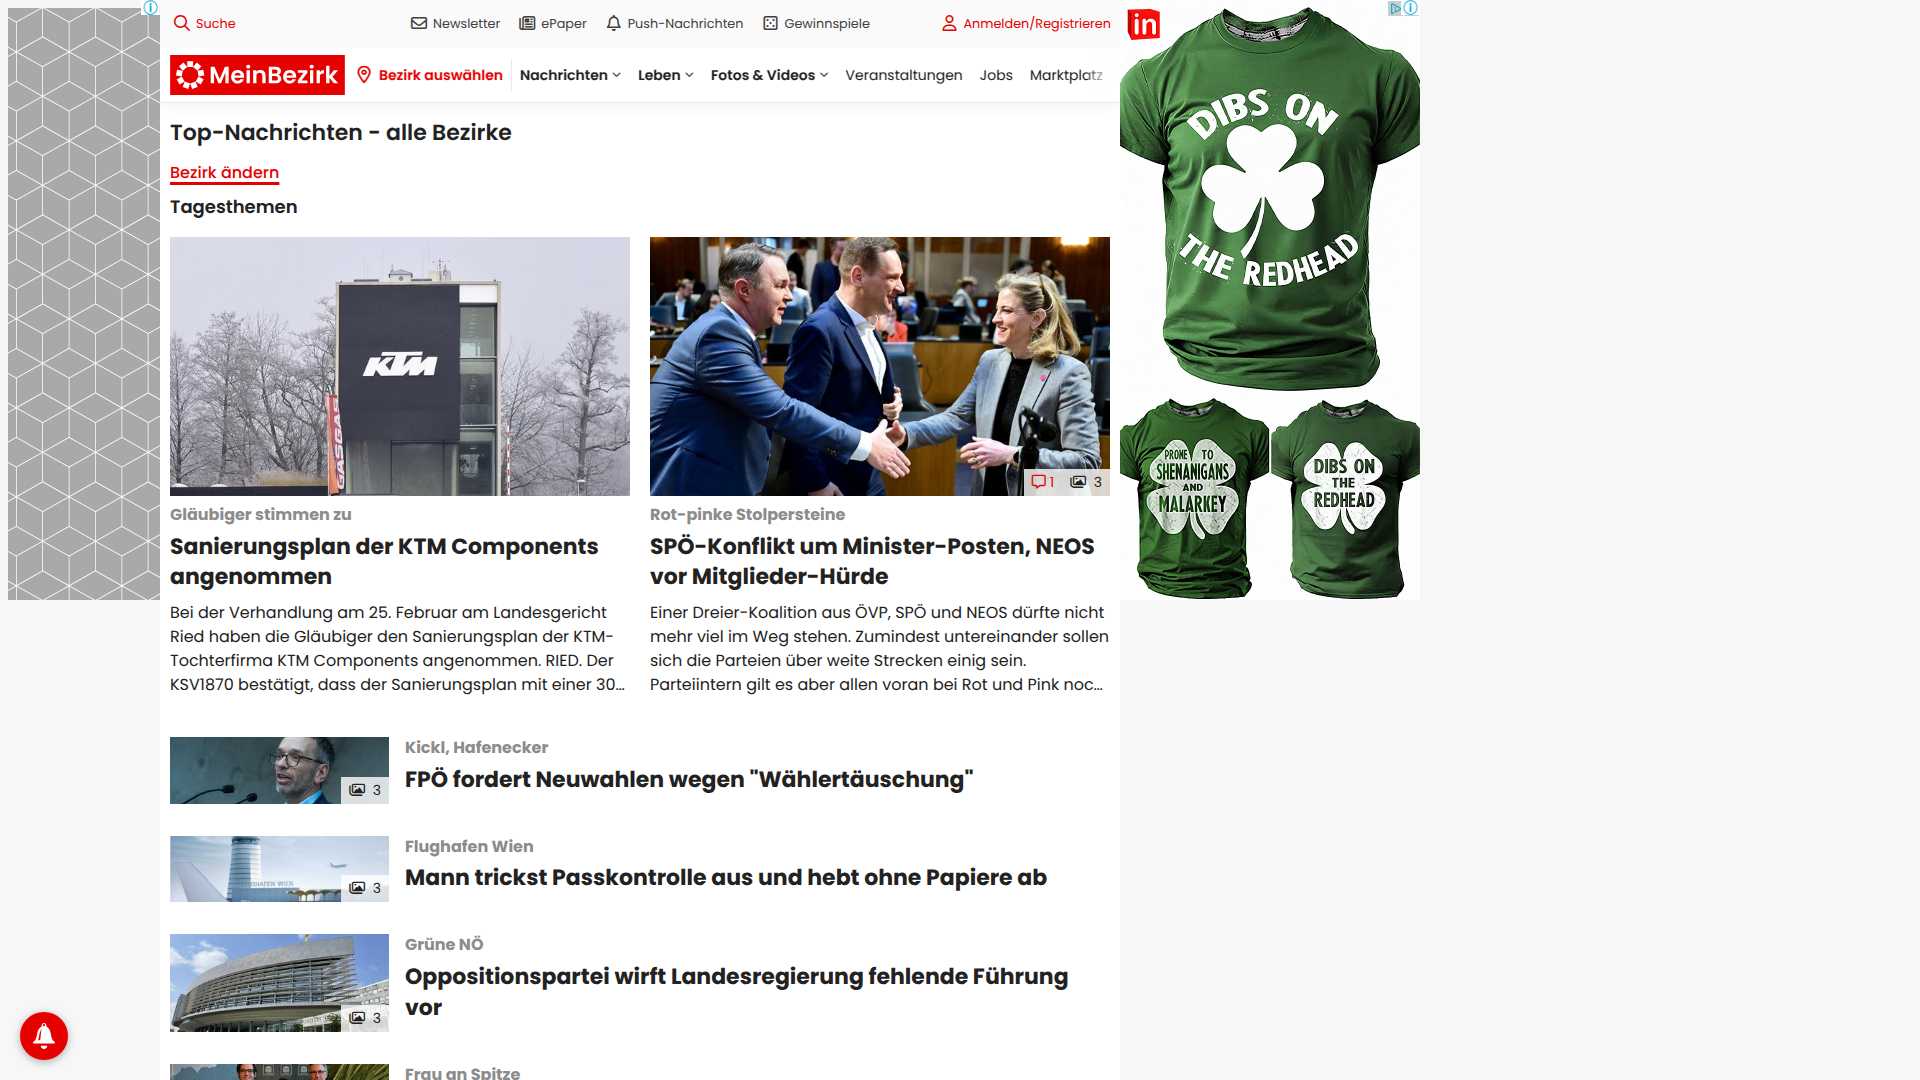 Suche
Newsletter
ePaper
Push-Nachrichten
Gewinnspiele
Anmelden/Registrieren
MeinBezirk
Bezirk auswählen
Nachrichten
Leben
Fotos & Videos
Veranstaltungen
Jobs
Marktplatz
Top-Nachrichten - alle Bezirke
Bezirk ändern
Tagesthemen
KTM
GASGAS
1
3
Gläubiger stimmen zu
Sanierungsplan der KTM Components
angenommen
Bei der Verhandlung am 25. Februar am Landesgericht
Ried haben die Gläubiger den Sanierungsplan der KTM-
Tochterfirma KTM Components angenommen. RIED. Der
KSV1870 bestätigt, dass der Sanierungsplan mit einer 30...
Rot-pinke Stolpersteine
SPÖ-Konflikt um Minister-Posten, NEOS
vor Mitglieder-Hürde
Einer Dreier-Koalition aus ÖVP, SPÖ und NEOS dürfte nicht
mehr viel im Weg stehen. Zumindest untereinander sollen
sich die Parteien über weite Strecken einig sein.
Parteiintern gilt es aber allen voran bei Rot und Pink noc...
3
Kickl, Hafenecker
FPÖ fordert Neuwahlen wegen "Wählertäuschung"
3
Flughafen Wien
Mann trickst Passkontrolle aus und hebt ohne Papiere ab
3
Grüne NÖ
Oppositionspartei wirft Landesregierung fehlende Führung
vor
Frau an Spitze
in
DIBS ON
THE REDHEAD
PRONE TO
SHENANIGANS
AND
MALARKEY
DIBS ON
THE
REDHEAD